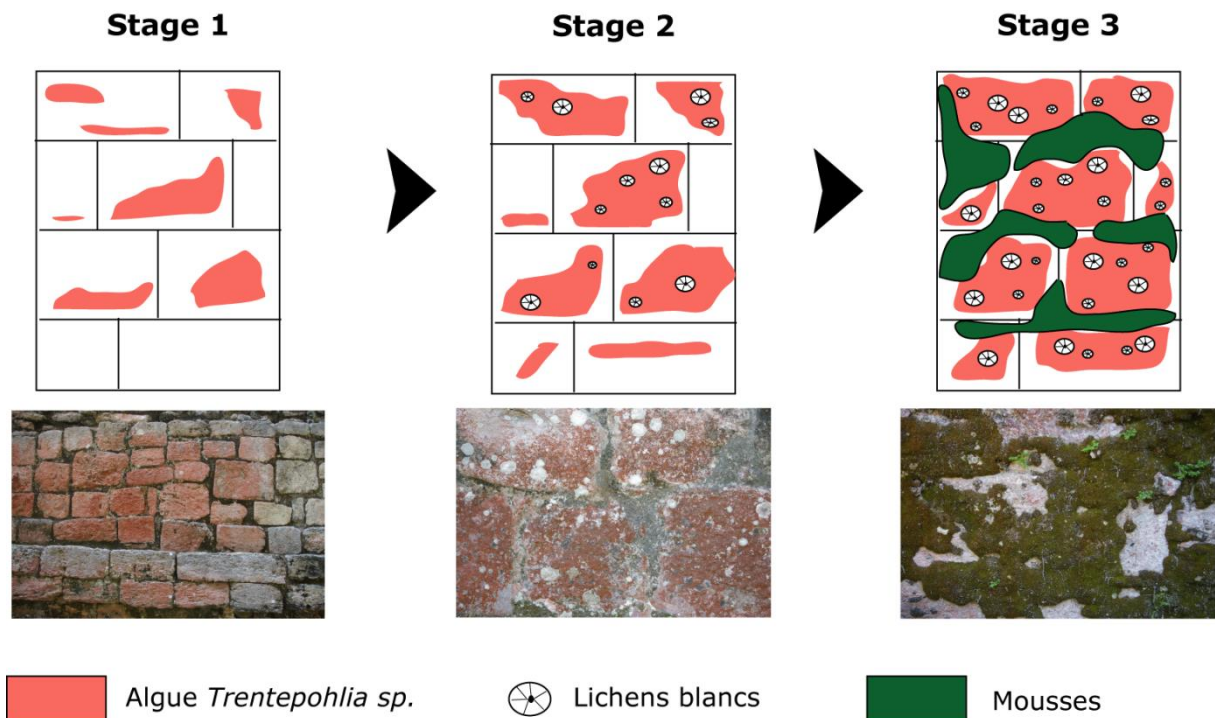 Stage 1
Stage 2
Stage 3
Algue Trentepohlia sp.
Lichens blancs
Mousses